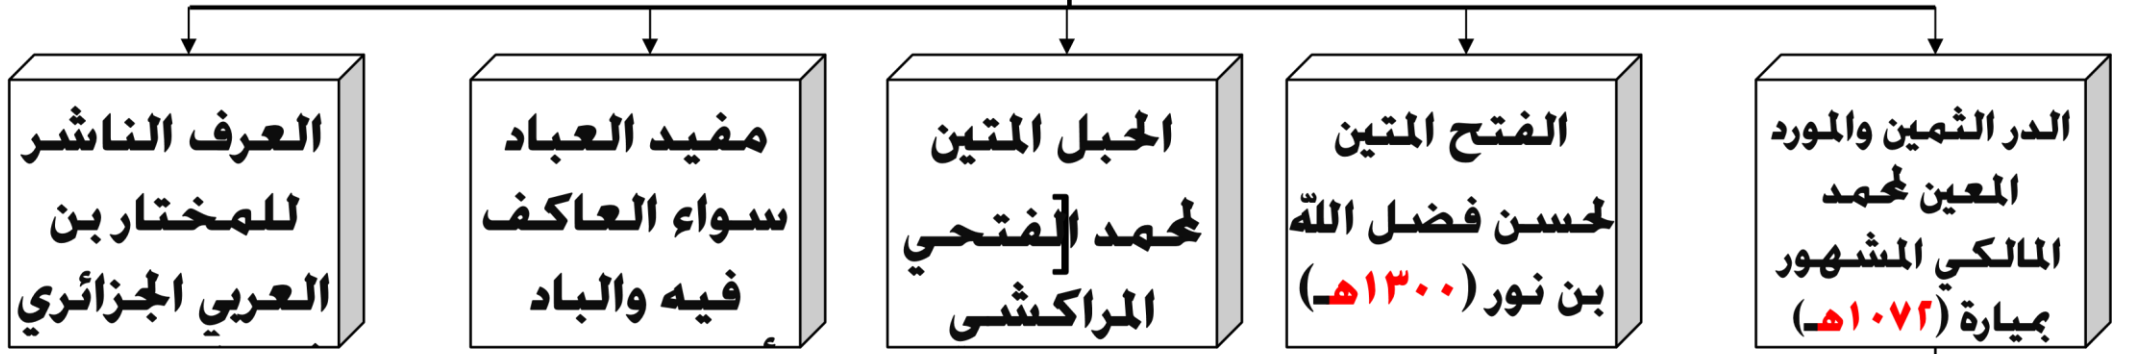 الدر الثمين والمورد
المعين لمحمد
المالكي المشهور
بميارة (١٠٧٢هـ)
الفتح المتين
لحسن فضل الله
بن نور (١٣٠٠هـ)
الحبل المتين
لمحمد الفتحي
المراكشى
مفيد العباد
سواء العاكف
فيه والباد
العرف الناشر
للمختار بن
العربي الجزائري